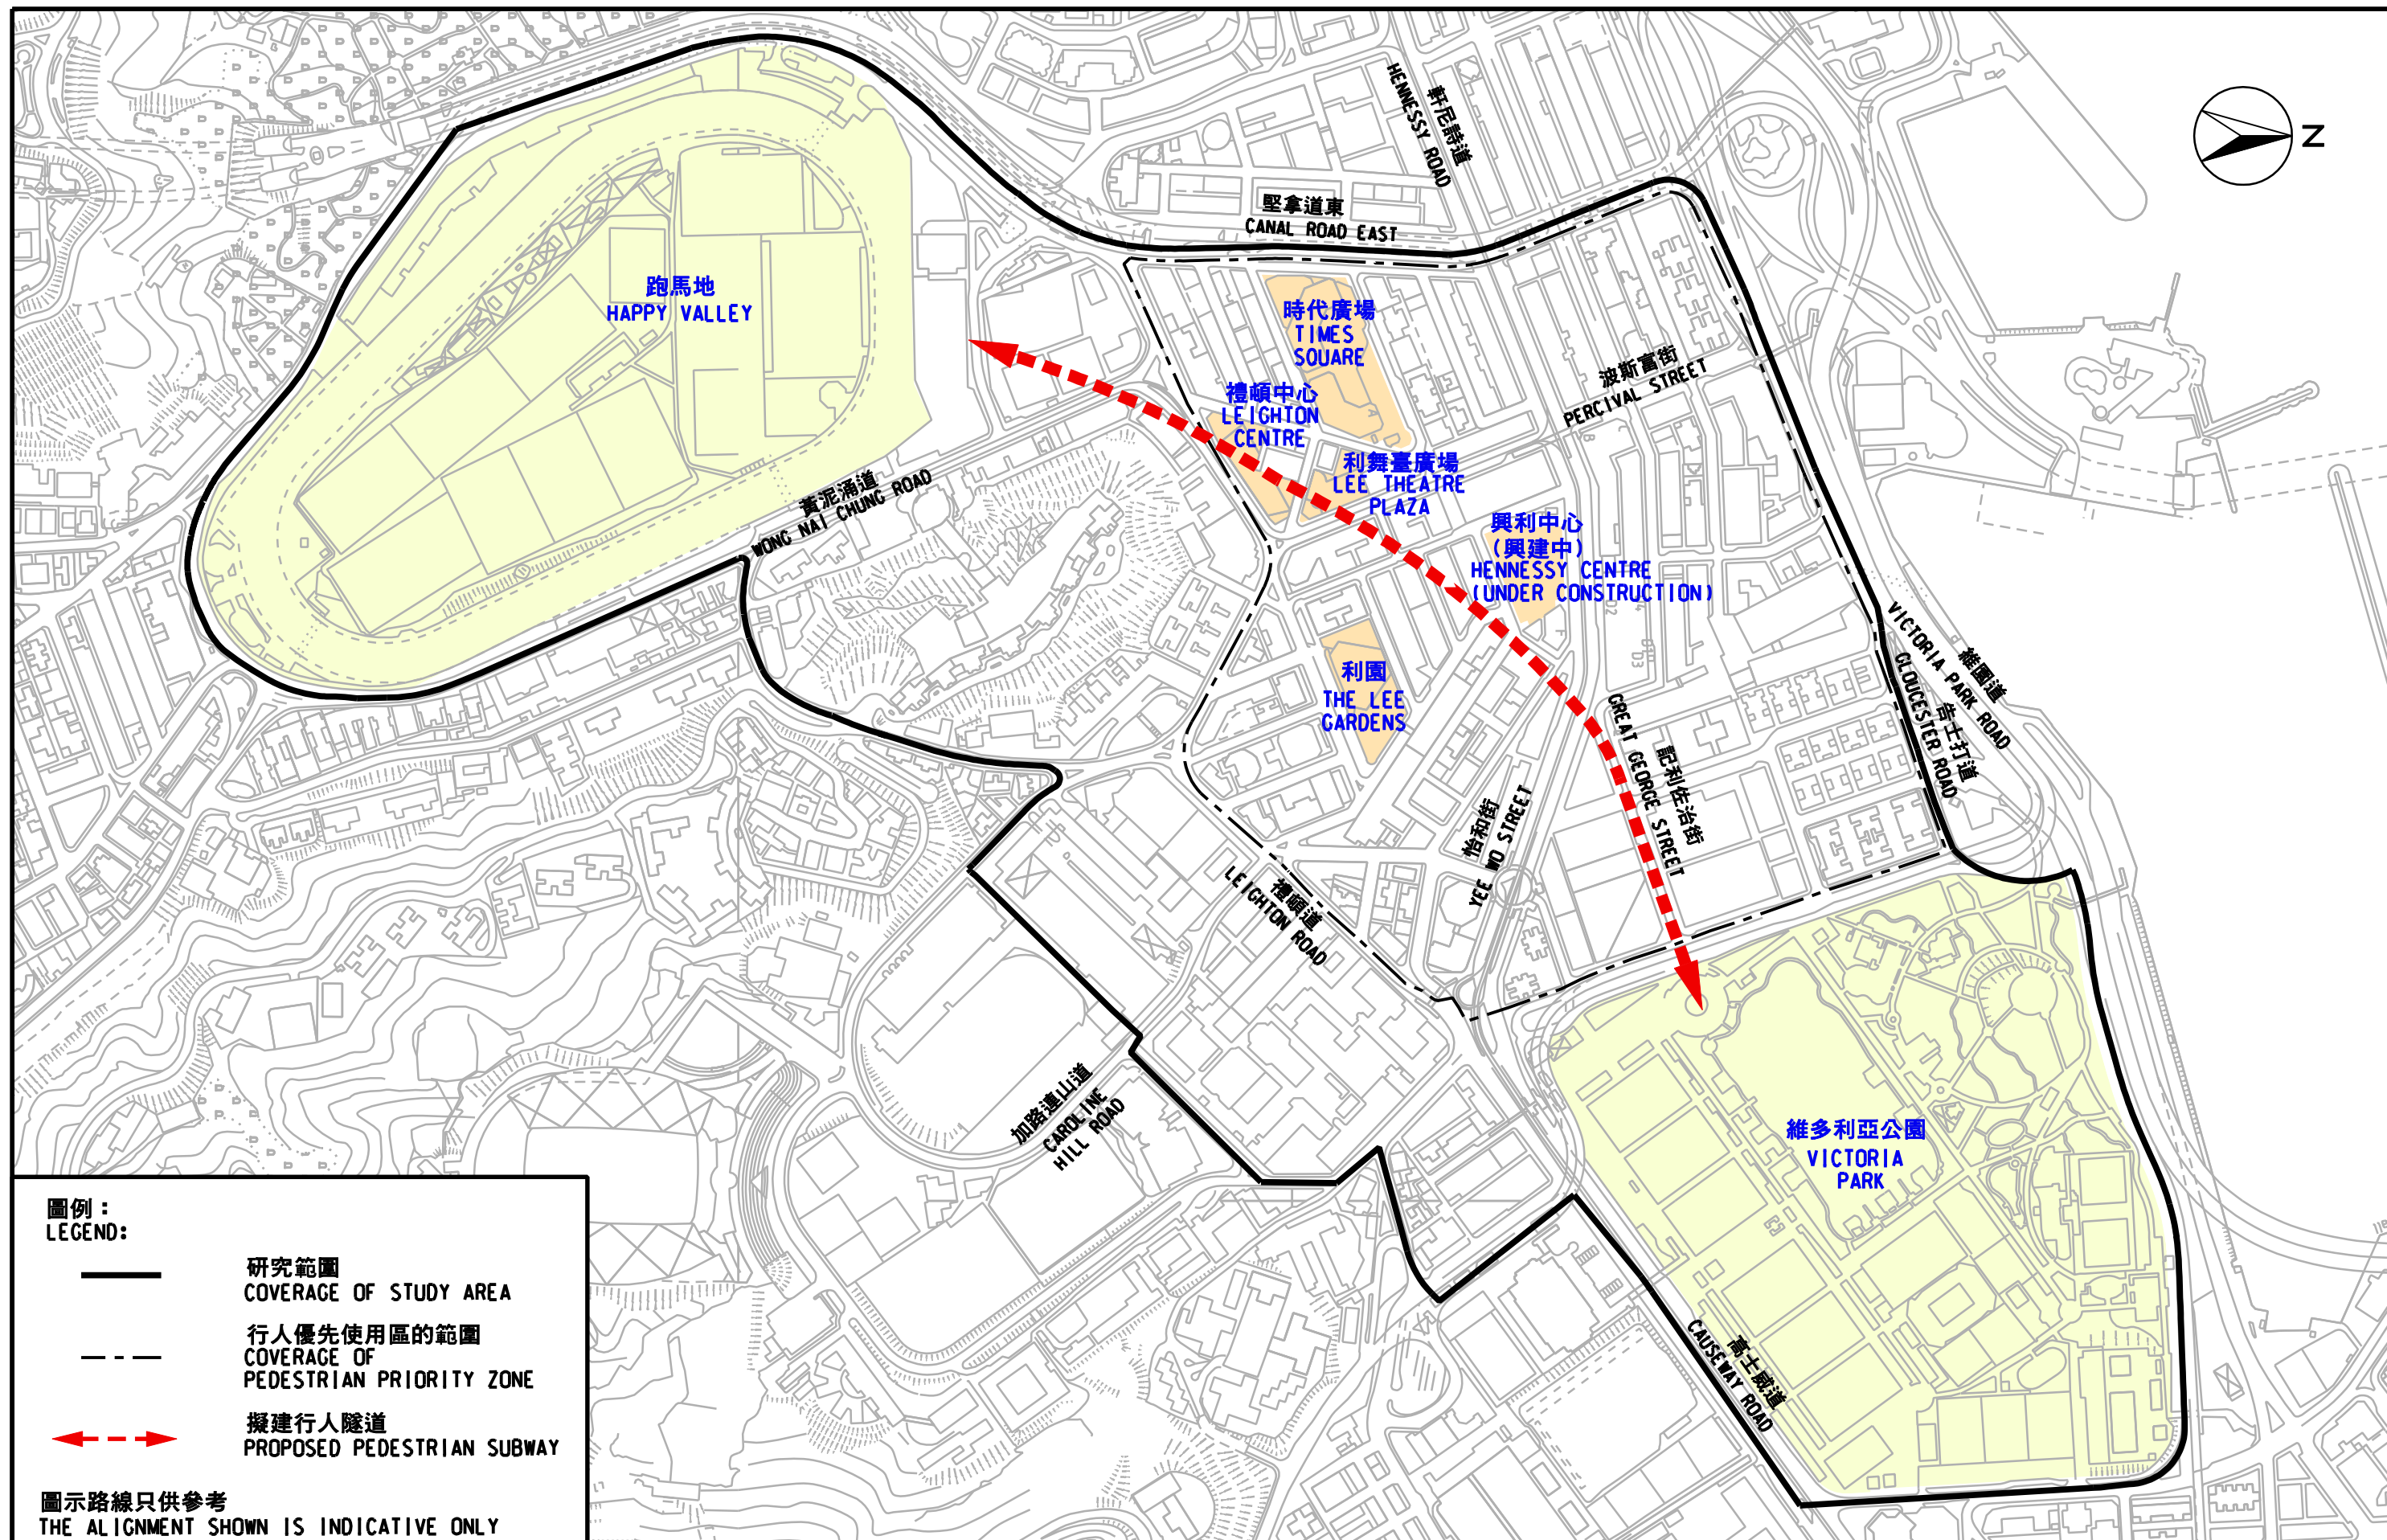 軒尼詩道
HENNESSY ROAD
N
堅拿道東
CANAL ROAD EAST
跑馬地
HAPPY VALLEY
時代廣場
TIMES
SQUARE
波斯富街
PERCIVAL STREET
禮頓中心
LEIGHTON
CENTRE
利舞臺廣場
LEE THEATRE
PLAZA
黃泥涌道
WONG NAI CHUNG ROAD
興利中心
(興建中)
HENNESSY CENTRE
(UNDER CONSTRUCTION)
利園
THE LEE
GARDENS
維園道
VICTORIA PARK ROAD
告士打道
GLOUCESTER ROAD
記利佐治街
GREAT GEORGE STREET
怡和街
YEE WO STREET
禮頓道
LEIGHTON ROAD
加路連山道
CAROLINE
HILL ROAD
維多利亞公園
VICTORIA
PARK
高士威道
CAUSEWAY ROAD
圖例：
LEGEND:
研究範圍
COVERAGE OF STUDY AREA
行人優先使用區的範圍
COVERAGE OF
PEDESTRIAN PRIORITY ZONE
擬建行人隧道
PROPOSED PEDESTRIAN SUBWAY
圖示路線只供參考
THE ALIGNMENT SHOWN IS INDICATIVE ONLY